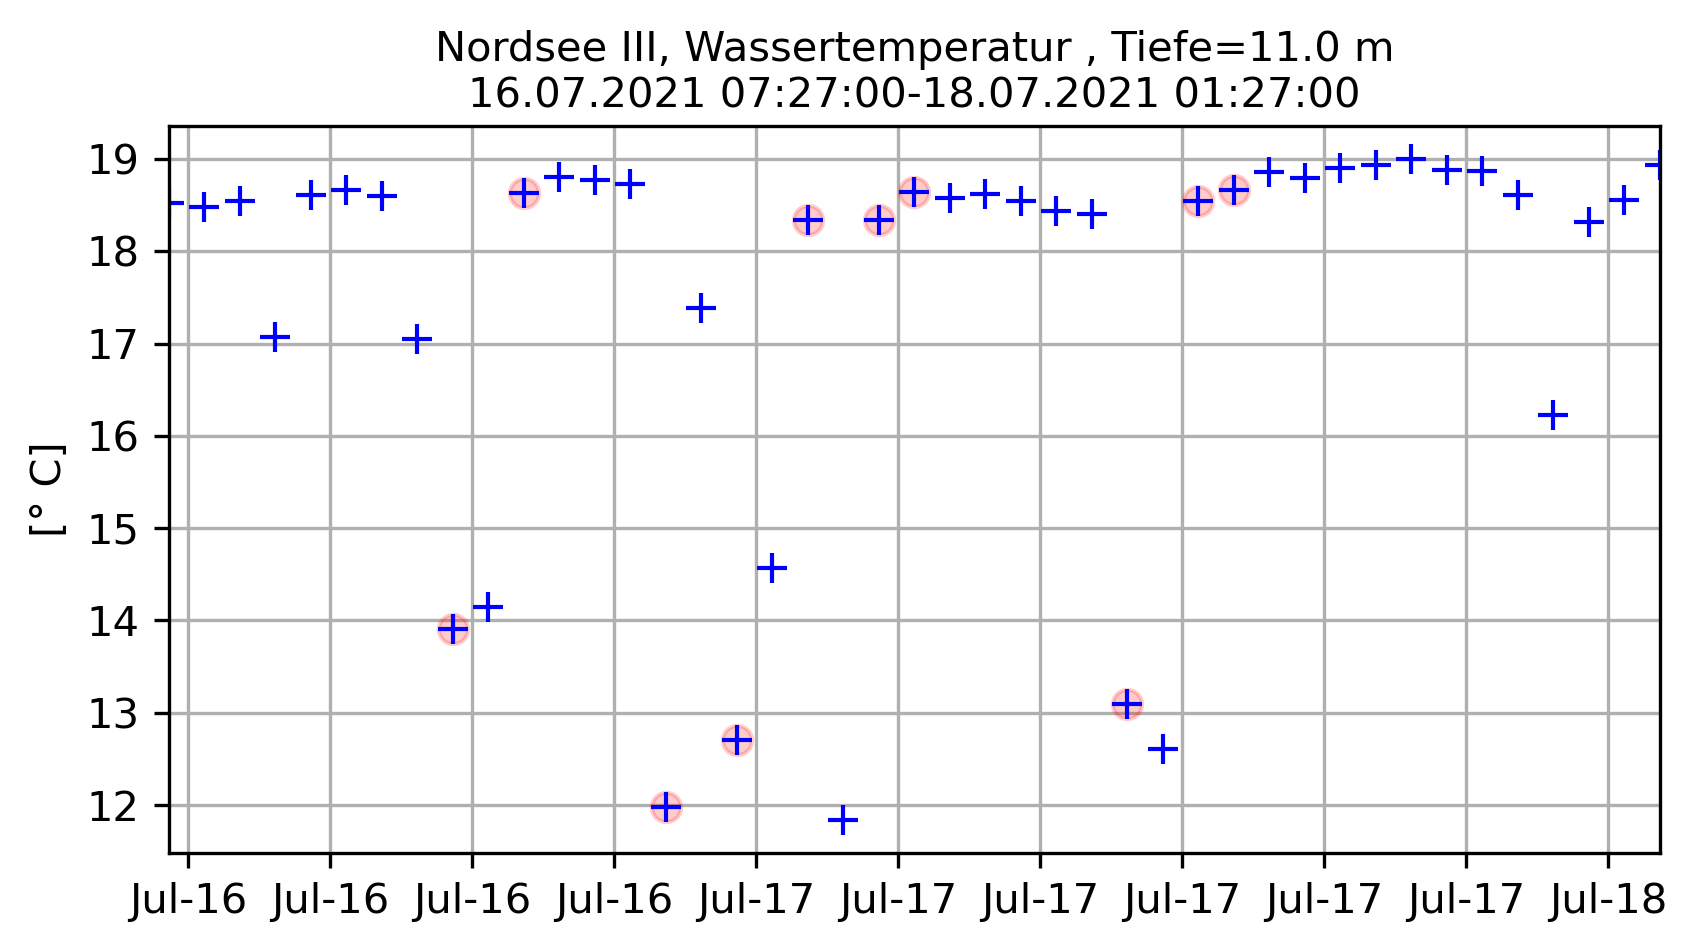 Nordsee III, Wassertemperatur , Tiefe=11.0 m
16.07.2021 07:27:00-18.07.2021 01:27:00
19
18
17
16
15
14
13
12
[° C]
Jul-16 Jul-16 Jul-16 Jul-16 Jul-17 Jul-17 Jul-17 Jul-17 Jul-17 Jul-17 Jul-18